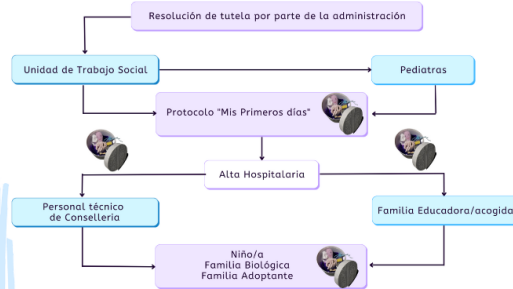 Resolución de tutela por parte de la administración
Unidad de Trabajo Social
Pediatras
Protocolo "Mis Primeros días"
Alta Hospitalaria
Personal técnico
de Conselleria
Familia Educadora/acogida
Niño/a
Familia Biológica
Familia Adoptante